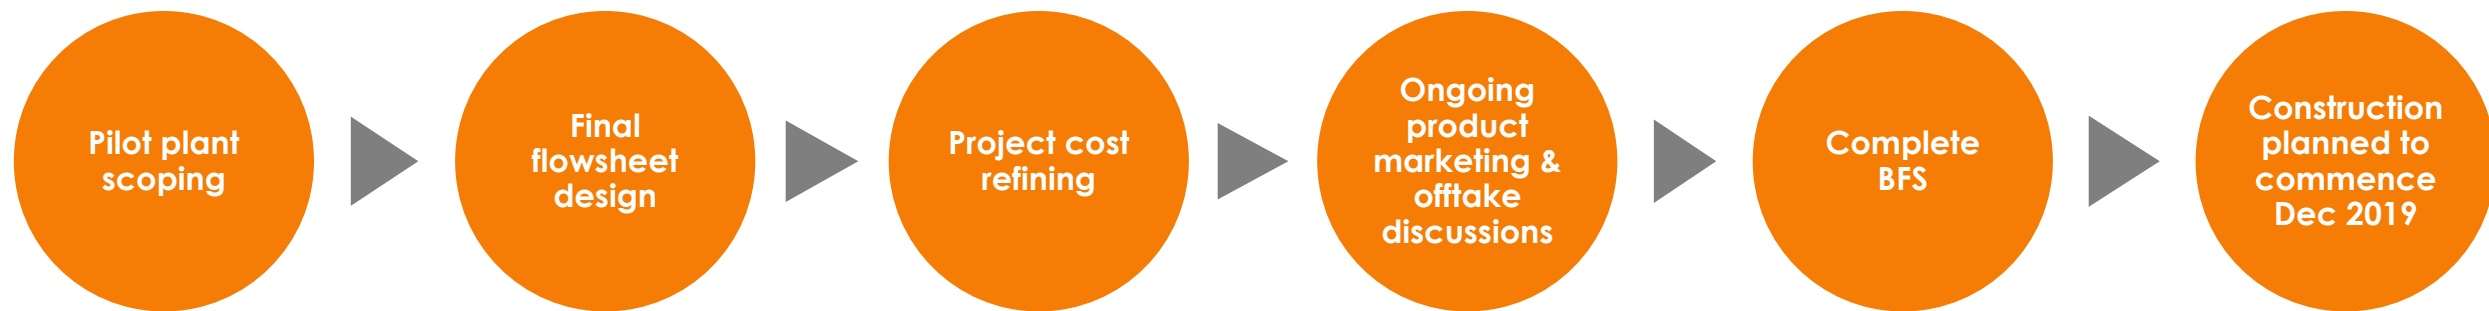 Pilot plant
scoping
Final
flowsheet
design
Project cost
refining
Ongoing
product
marketing &
offtake
discussions
Complete
BFS
Construction
planned to
commence
Dec 2019